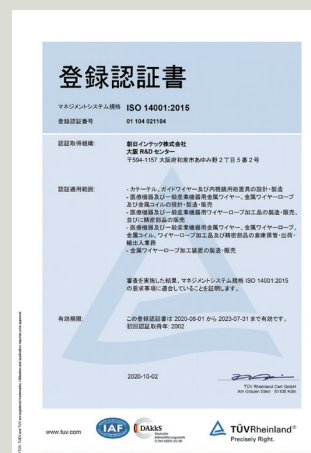 登録認証書
マネジメントシステム規格 ISO 14001:2015
登録認証番号 01 104 021104
認証取得組織: 朝日インテック株式会社
大阪 R&D センター
〒594-1157 大阪府和泉市あゆみ野2丁目5番2号
認証適用範囲: - カテーテル、ガイドワイヤー及び内視鏡用処置具の設計・製造
- 医療機器及び一般産業機器用金属ワイヤー、金属ワイヤーロープ
及び金属コイルの設計・製造・販売
- 医療機器及び一般産業機器用ワイヤーロープ加工品の製造・販売、
並びに精密部品の販売
- 医療機器及び一般産業機器用金属ワイヤー、金属ワイヤーロープ、
金属コイル、ワイヤーロープ加工品及び精密部品の倉庫保管・出荷・
輸出入業務
- 金属ワイヤーロープ加工装置の製造・販売
審査を実施した結果、マネジメントシステム規格 ISO 14001:2015
の要求事項に適合していることを証明します。
有効期限: この登録認証書は 2020-08-01 から 2023-07-31 まで有効です。
初回認証取得年: 2002
2020-10-02
TÜV Rheinland Cert GmbH
Am Grauen Stein · 51105 Köln
www.tuv.com
IAF
DAkkS
Deutsche
Akkreditierungsstelle
TÜVRheinland®
Precisely Right.